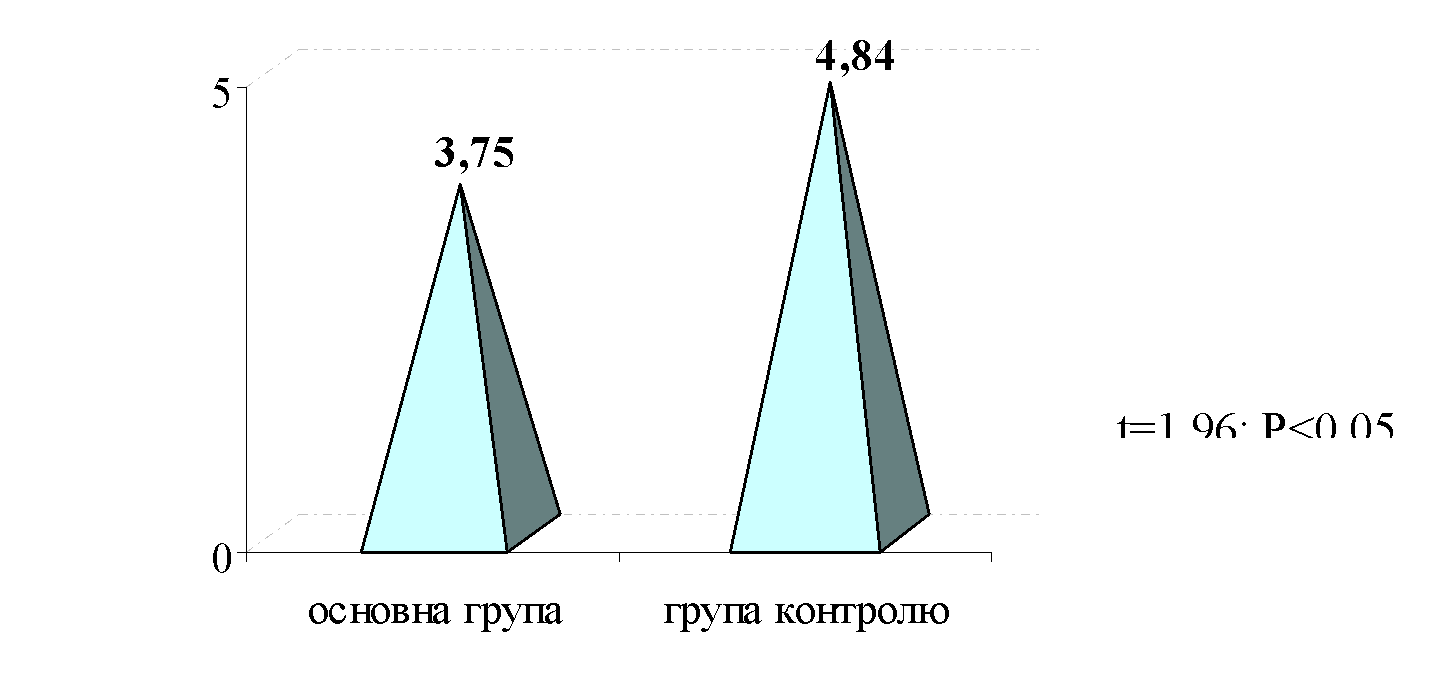 4,84
5
3,75
t=1,96; P<0,05
0
основна група
група контролю